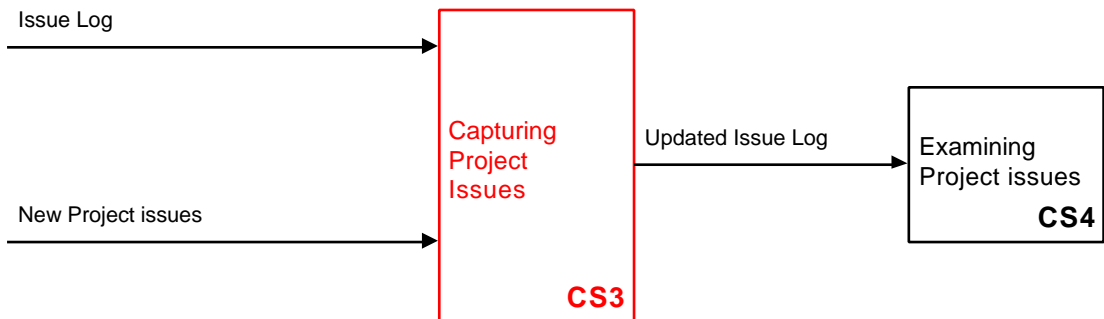 Issue Log
Capturing
Project
Issues
Updated Issue Log
Examining
Project issues
New Project issues
CS4
CS3